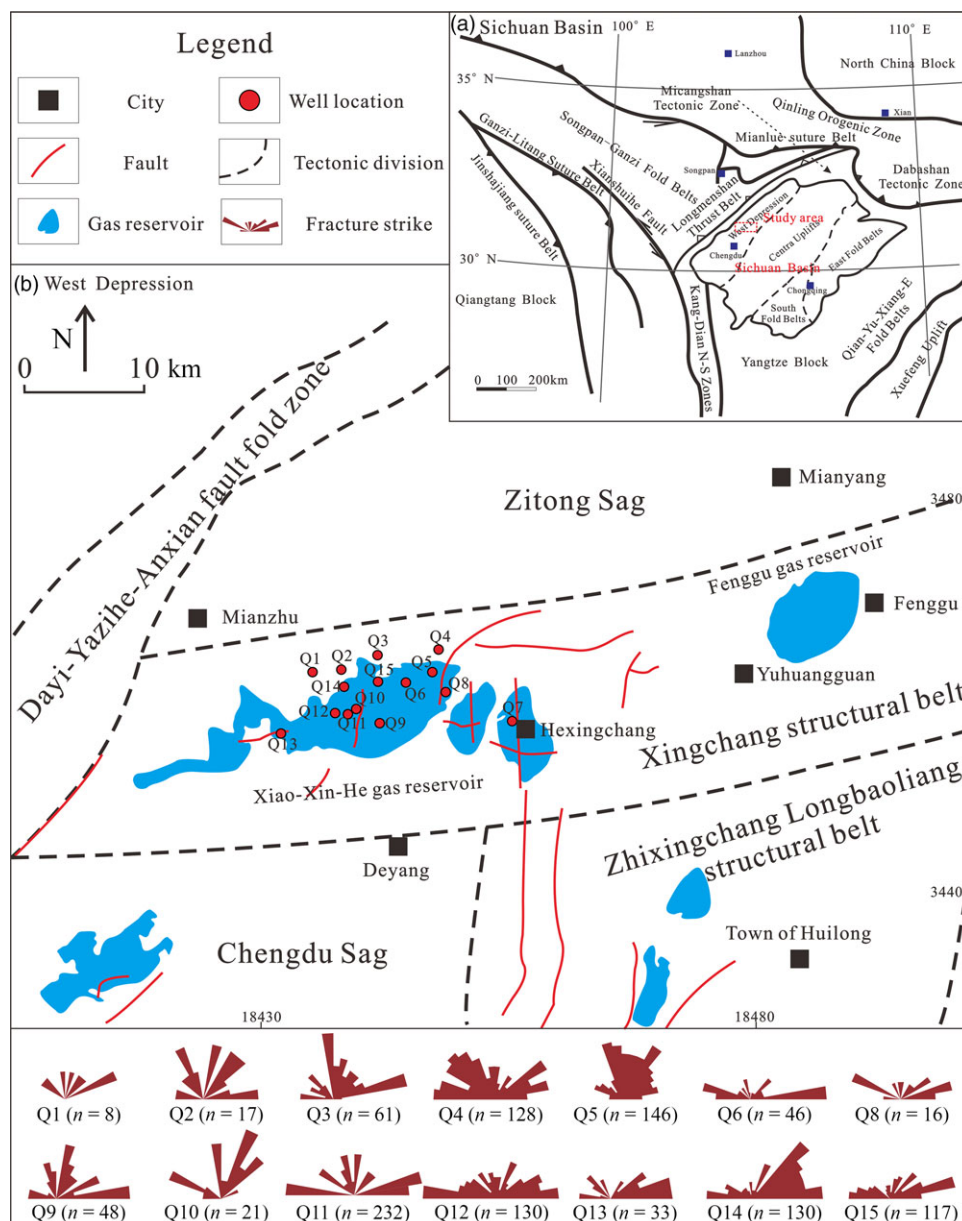 Legend
City
Well location
Fault
Tectonic division
Gas reservoir
Fracture strike
(a) Sichuan Basin
100° E
110° E
35° N
30° N
Lanzhou
North China Block
Micangshan
Tectonic Zone
Qinling Orogenic Zone
Xian
Mianlue suture Belt
Songpan-Ganzi Fold Belts
Ganzi-Litang Suture Belt
Jinshajiang suture Belt
Xianshuihe Fault
Songpan
Longmenshan
Thrust Belt
Dabashan
Tectonic Zone
West Depression
Study area
Centra Uplifts
East Fold Belts
Chengdu
Sichuan Basin
Chongqing
South
Fold Belts
Qiangtang Block
Kang-Dian N-S Zones
Yangtze Block
Qian-Yu-Xiang-E
Fold Belts
Xuefeng Uplift
0 100 200km
(b) West Depression
N
0 10 km
Dayi-Yazihe-Anxian fault fold zone
Zitong Sag
Mianyang
3480
Fenggu gas reservoir
Fenggu
Mianzhu
Yuhuangguan
Q1
Q2
Q3
Q4
Q5
Q15
Q6
Q14
Q8
Q10
Q12
Q11
Q9
Q7
Q13
Hexingchang
Xingchang structural belt
Xiao-Xin-He gas reservoir
Zhixingchang Longbaoliang
structural belt
Deyang
3440
Chengdu Sag
Town of Huilong
18430
18480
Q1 (n = 8) Q2 (n = 17) Q3 (n = 61) Q4 (n = 128) Q5 (n = 146) Q6 (n = 46) Q8 (n = 16)
Q9 (n = 48) Q10 (n = 21) Q11 (n = 232) Q12 (n = 130) Q13 (n = 33) Q14 (n = 130) Q15 (n = 117)